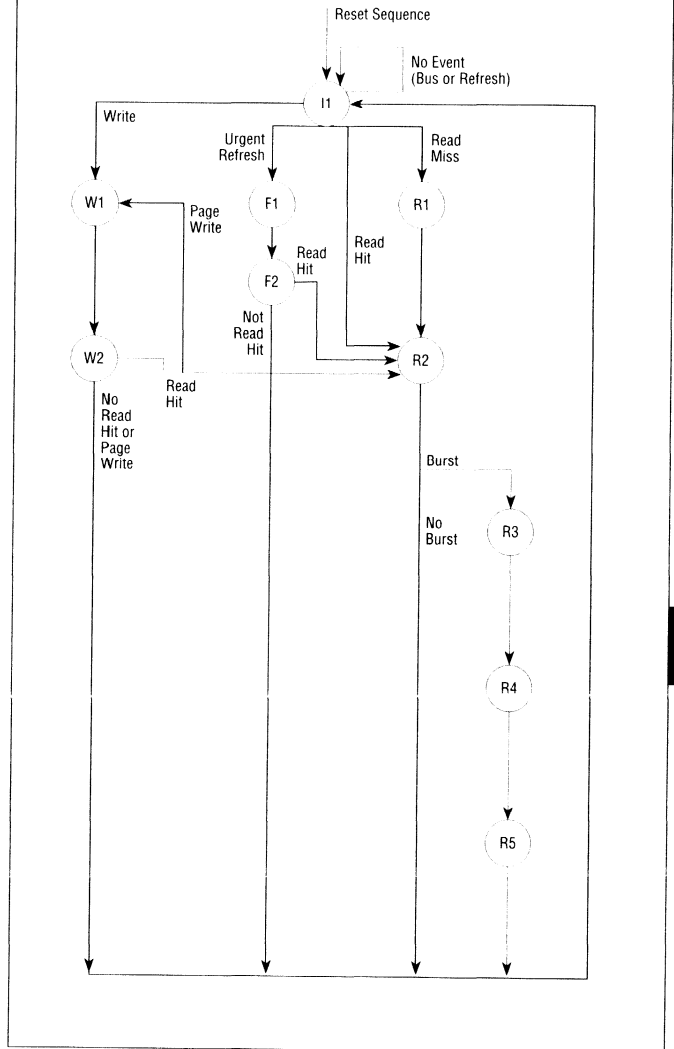 Reset Sequence
No Event
(Bus or Refresh)
I1
Write
Urgent
Refresh
Read
Miss
W1
Page
Write
F1
R1
Read
Hit
Read
Hit
F2
Not
Read
Hit
W2
R2
Read
Hit
No
Read
Hit or
Page
Write
Burst
No
Burst
R3
R4
R5